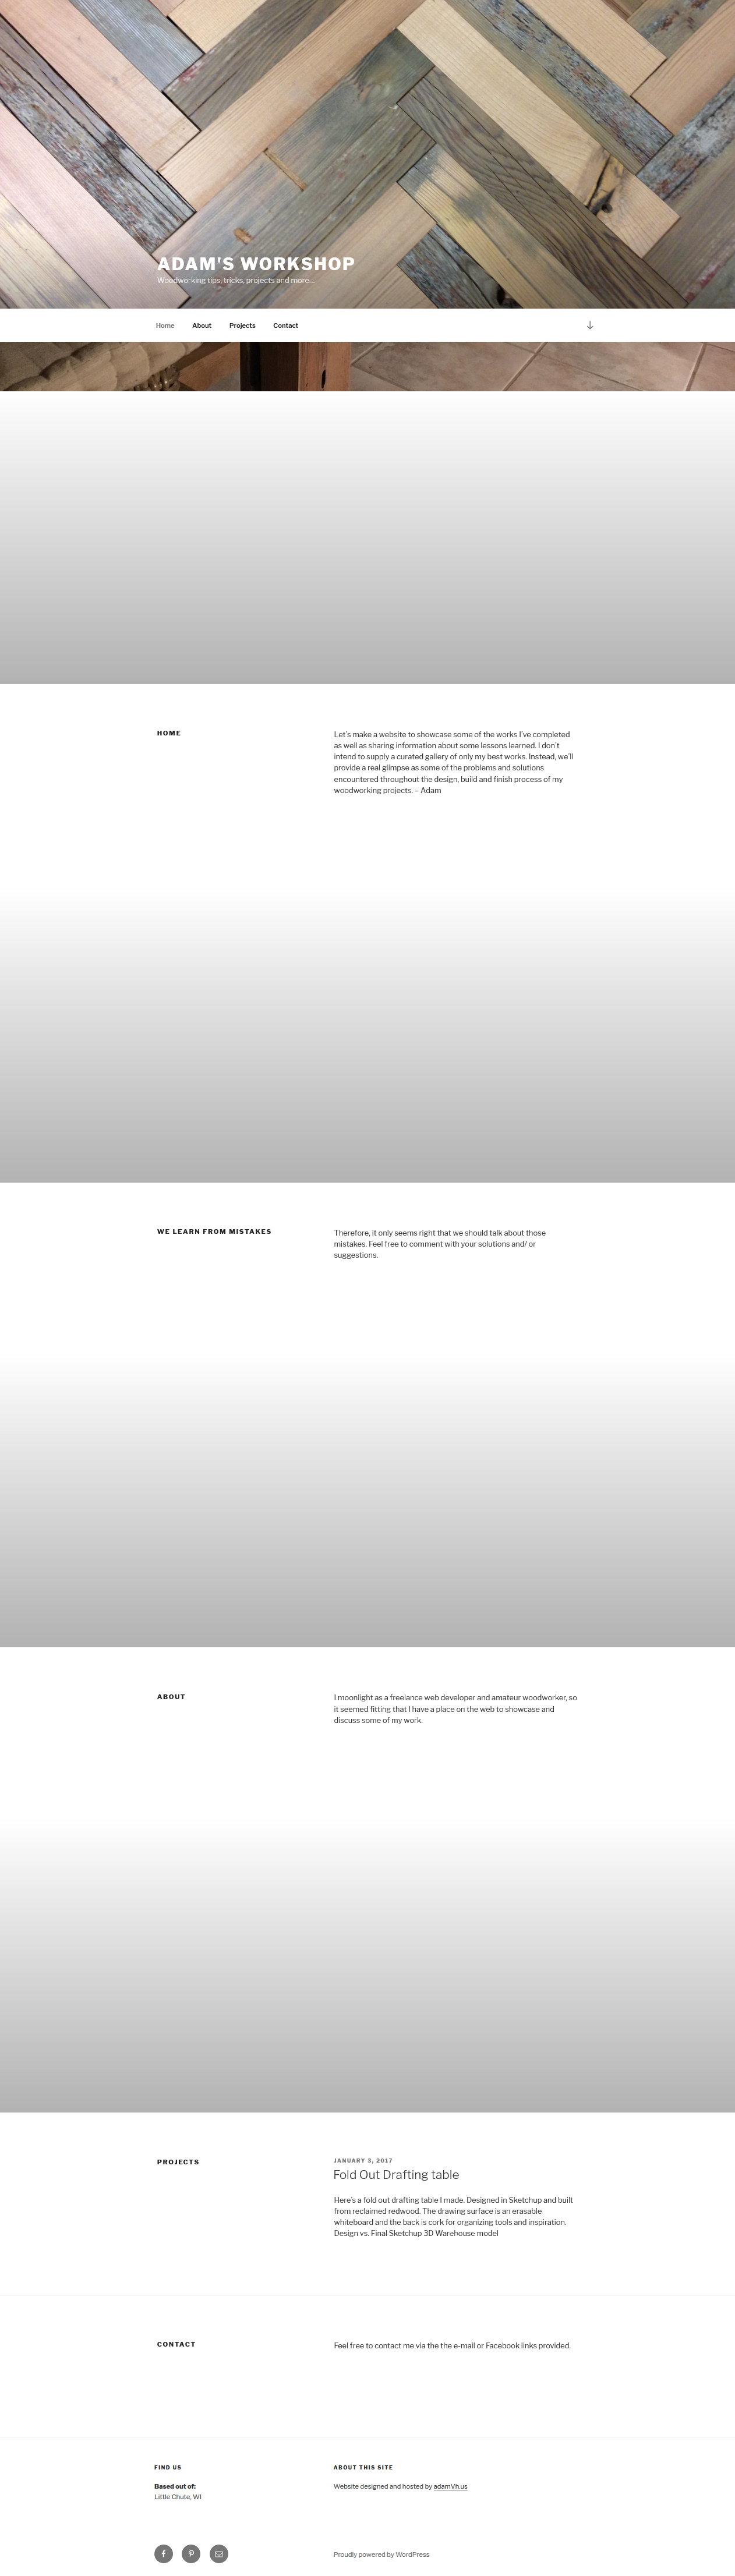 ADAM'S WORKSHOP
Woodworking tips, tricks, projects and more...
Home About Projects Contact
HOME
Let's make a website to showcase some of the works I've completed
as well as sharing information about some lessons learned. I don't
intend to supply a curated gallery of only my best works. Instead, we'll
provide a real glimpse as some of the problems and solutions
encountered throughout the design, build and finish process of my
woodworking projects. – Adam
WE LEARN FROM MISTAKES
Therefore, it only seems right that we should talk about those
mistakes. Feel free to comment with your solutions and/ or
suggestions.
ABOUT
I moonlight as a freelance web developer and amateur woodworker, so
it seemed fitting that I have a place on the web to showcase and
discuss some of my work.
PROJECTS
JANUARY 3, 2017
Fold Out Drafting table
Here's a fold out drafting table I made. Designed in Sketchup and built
from reclaimed redwood. The drawing surface is an erasable
whiteboard and the back is cork for organizing tools and inspiration.
Design vs. Final Sketchup 3D Warehouse model
CONTACT
Feel free to contact me via the the e-mail or Facebook links provided.
FIND US
Based out of:
Little Chute, WI
ABOUT THIS SITE
Website designed and hosted by adamVh.us
Proudly powered by WordPress